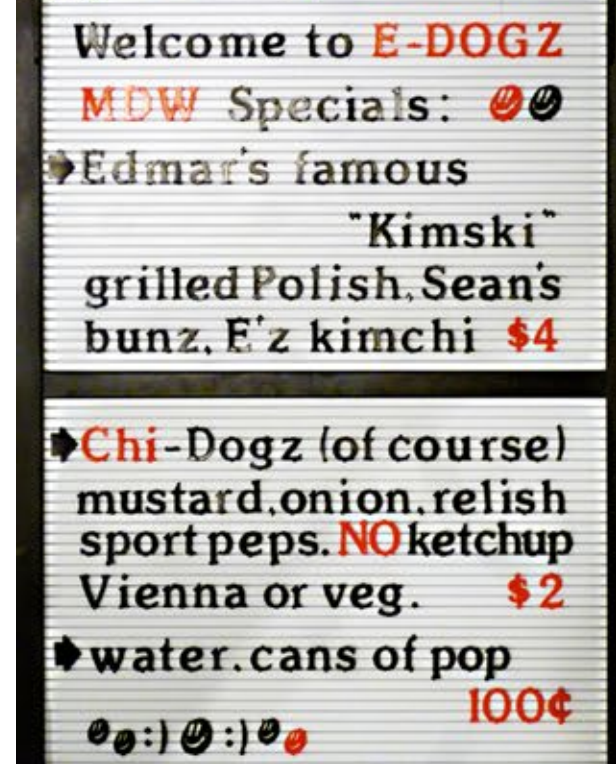 Welcome to E-DOGZ
MDW Specials:
Edmar's famous
"Kimski"
grilled Polish, Sean's
bunz, E'z kimchi $4
Chi-Dogz (of course)
mustard,onion,relish
sport peps. NO ketchup
Vienna or veg. $2
water.cans of pop
100¢
:) :)